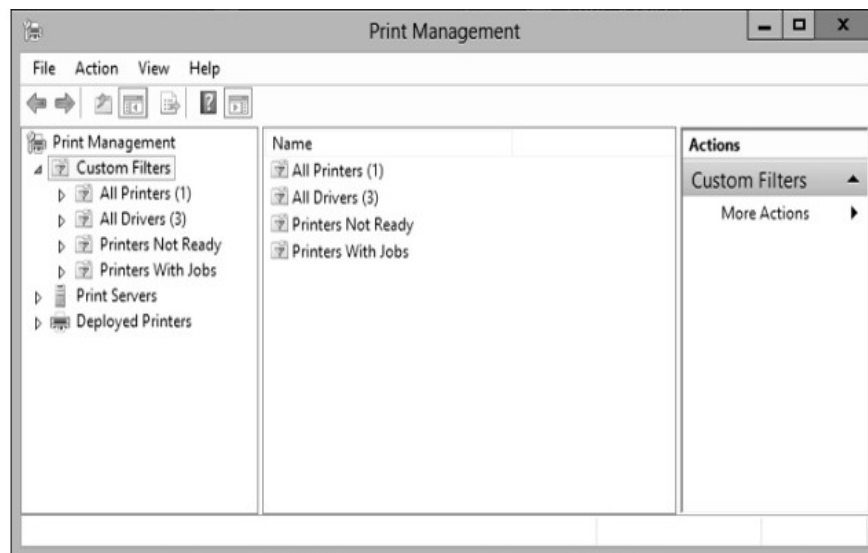 Print Management
File Action View Help
Print Management
Custom Filters
All Printers (1)
All Drivers (3)
Printers Not Ready
Printers With Jobs
Print Servers
Deployed Printers
Name
All Printers (1)
All Drivers (3)
Printers Not Ready
Printers With Jobs
Actions
Custom Filters
More Actions